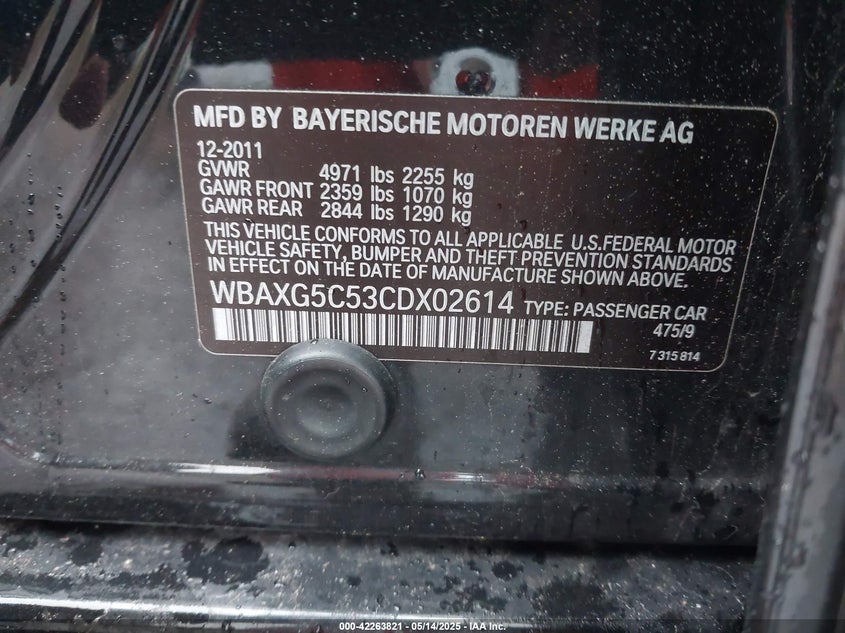 MFD BY BAYERISCHE MOTOREN WERKE AG
12-2011
GVWR 4971 lbs 2255 kg
GAWR FRONT 2359 lbs 1070 kg
GAWR REAR 2844 lbs 1290 kg
THIS VEHICLE CONFORMS TO ALL APPLICABLE U.S. FEDERAL MOTOR
VEHICLE SAFETY, BUMPER AND THEFT PREVENTION STANDARDS
IN EFFECT ON THE DATE OF MANUFACTURE SHOWN ABOVE.
WBAXG5C53CDX02614 TYPE: PASSENGER CAR
475/9
7 315 814
000-42263821 - 05/14/2025 - IAA Inc.